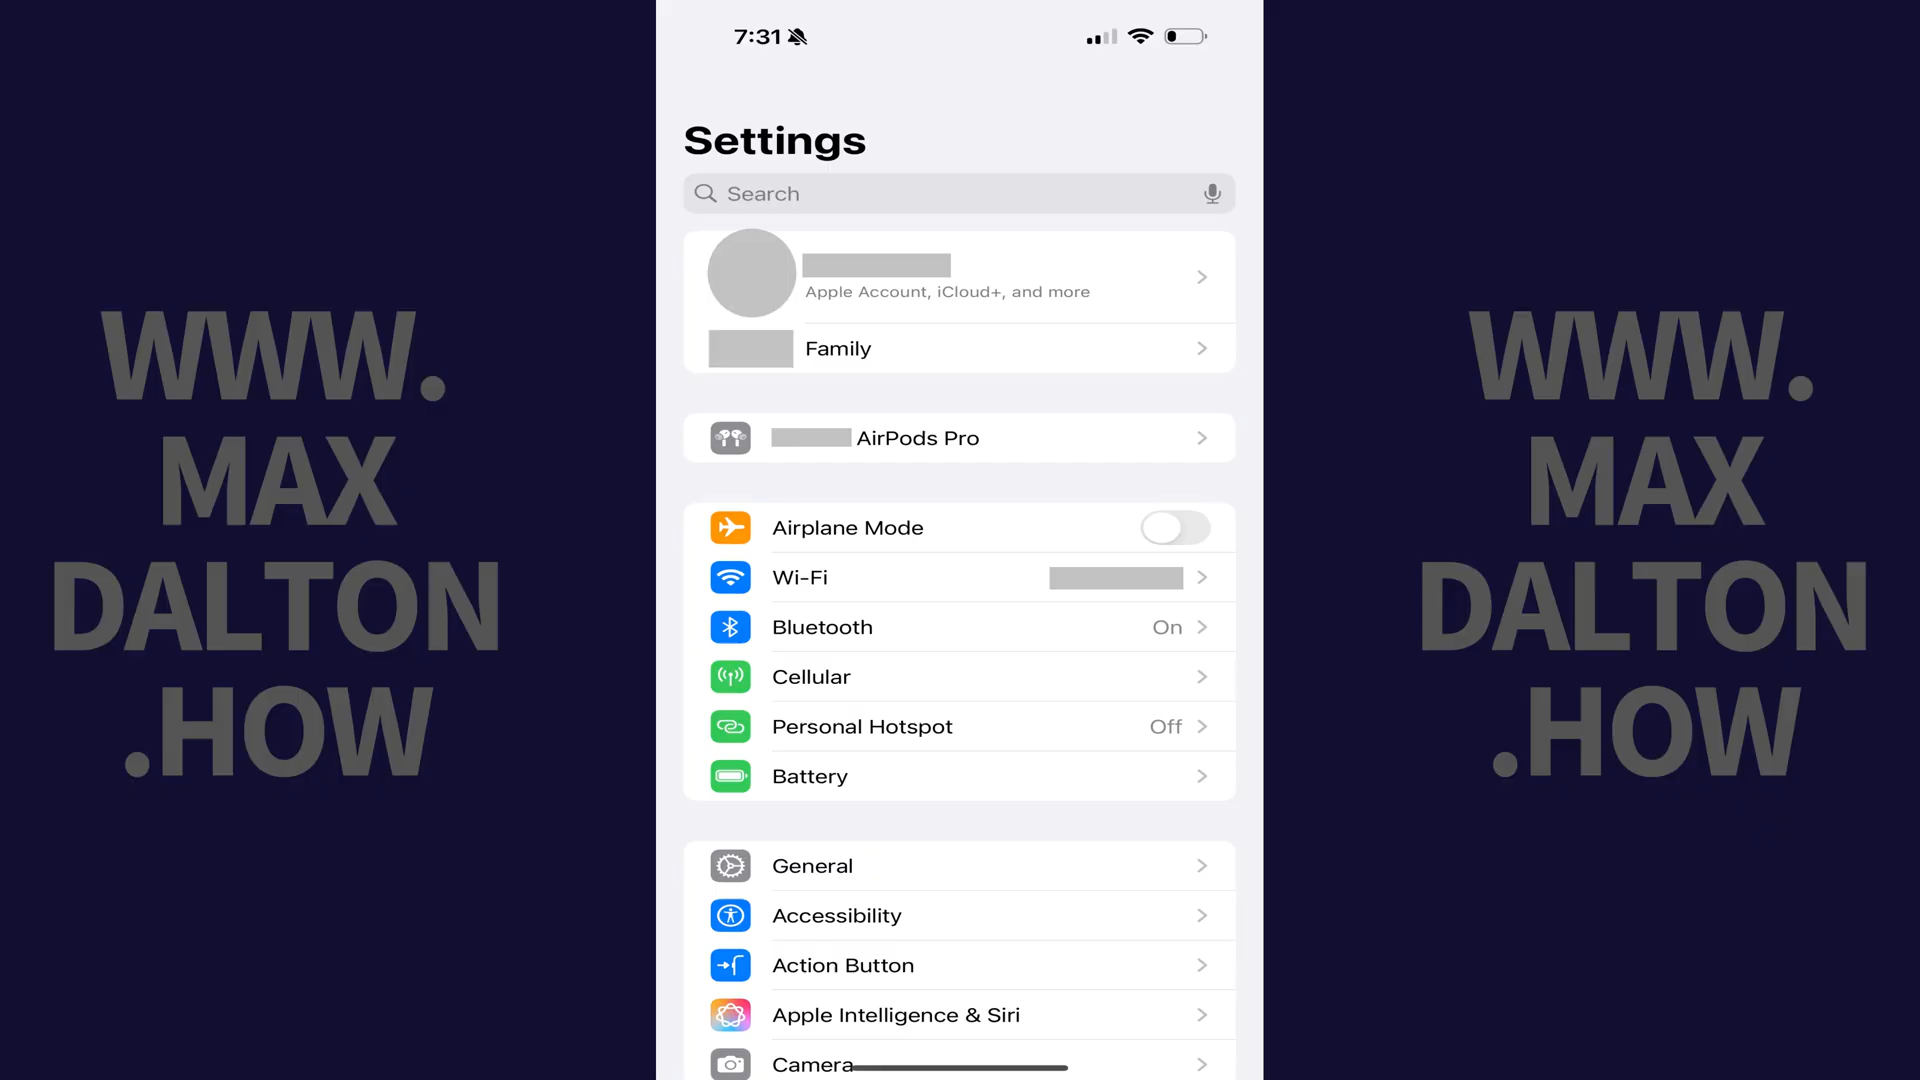 7:31
Settings
Search
Apple Account, iCloud+, and more
Family
AirPods Pro
Airplane Mode
Wi-Fi
Bluetooth On
Cellular
Personal Hotspot Off
Battery
General
Accessibility
Action Button
Apple Intelligence & Siri
Camera
WWW.
MAX
DALTON
.HOW
WWW.
MAX
DALTON
.HOW